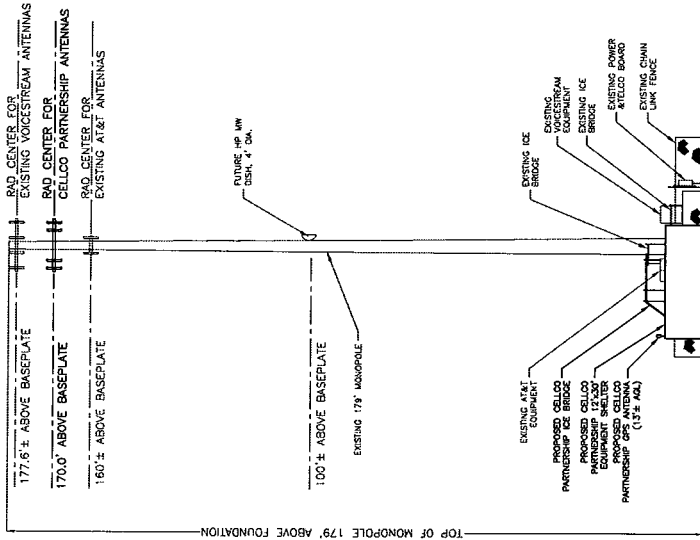 RAD CENTER FOR
EXISTING VOICESTREAM ANTENNAS
RAD CENTER FOR
CELLCO PARTNERSHIP ANTENNAS
RAD CENTER FOR
EXISTING AT&T ANTENNAS
177.6'± ABOVE BASEPLATE
170.0' ABOVE BASEPLATE
160'± ABOVE BASEPLATE
FUTURE HP MW
DISH, 4' DIA.
100'± ABOVE BASEPLATE
EXISTING 179' MONOPOLE
TOP OF MONOPOLE 179' ABOVE FOUNDATION
EXISTING AT&T
EQUIPMENT
PROPOSED CELLCO
PARTNERSHIP ICE BRIDGE
PROPOSED CELLCO
PARTNERSHIP 12'x30'
EQUIPMENT SHELTER
PROPOSED CELLCO
PARTNERSHIP GPS ANTENNA
(13'± AGL)
EXISTING ICE
BRIDGE
EXISTING
VOICESTREAM
EQUIPMENT
EXISTING ICE
BRIDGE
EXISTING POWER
&TELCO BOARD
EXISTING CHAIN
LINK FENCE